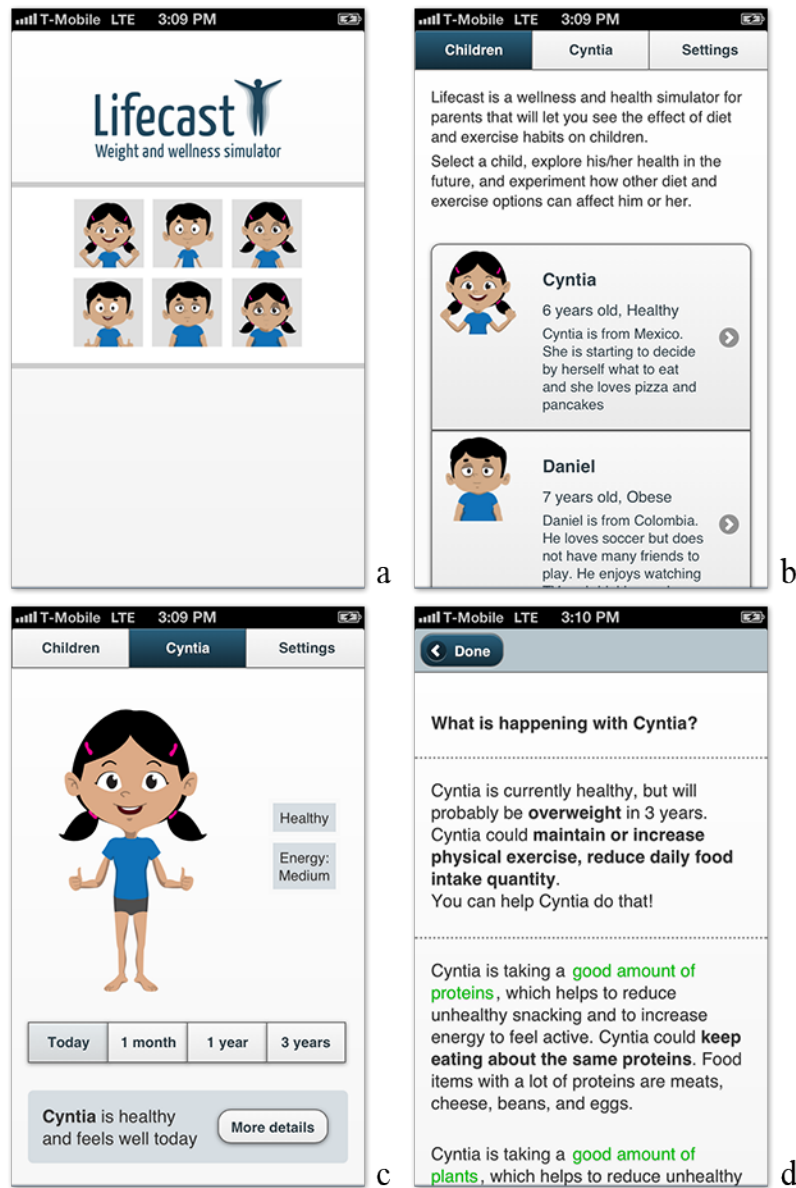 T-Mobile LTE 3:09 PM
Lifecast
Weight and wellness simulator
a
T-Mobile LTE 3:09 PM
Children Cyntia Settings
Lifecast is a wellness and health simulator for
parents that will let you see the effect of diet
and exercise habits on children.
Select a child, explore his/her health in the
future, and experiment how other diet and
exercise options can affect him or her.
Cyntia
6 years old, Healthy
Cyntia is from Mexico.
She is starting to decide
by herself what to eat
and she loves pizza and
pancakes
Daniel
7 years old, Obese
Daniel is from Colombia.
He loves soccer but does
not have many friends to
play. He enjoys watching
b
T-Mobile LTE 3:09 PM
Children Cyntia Settings
Healthy
Energy:
Medium
Today 1 month 1 year 3 years
Cyntia is healthy
and feels well today
More details
c
T-Mobile LTE 3:10 PM
Done
What is happening with Cyntia?
Cyntia is currently healthy, but will
probably be overweight in 3 years.
Cyntia could maintain or increase
physical exercise, reduce daily food
intake quantity.
You can help Cyntia do that!
Cyntia is taking a good amount of
proteins, which helps to reduce
unhealthy snacking and to increase
energy to feel active. Cyntia could keep
eating about the same proteins. Food
items with a lot of proteins are meats,
cheese, beans, and eggs.
Cyntia is taking a good amount of
plants, which helps to reduce unhealthy
d